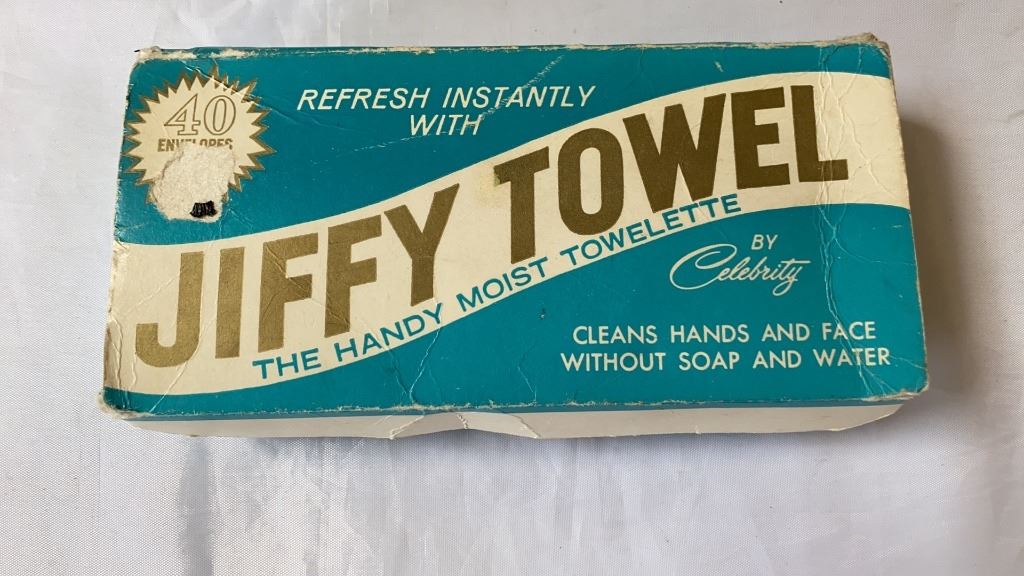 40
ENVELOPES
REFRESH INSTANTLY
WITH
JIFFY TOWEL
THE HANDY MOIST TOWELETTE
BY
Celebrity
CLEANS HANDS AND FACE
WITHOUT SOAP AND WATER